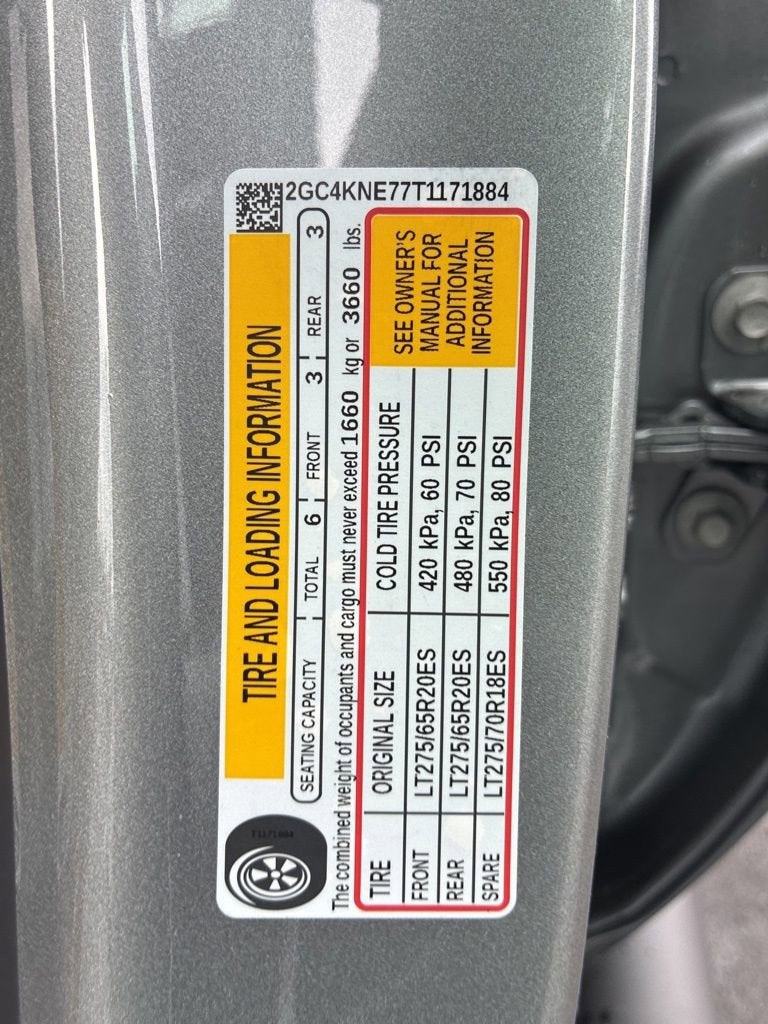 2GC4KNE77T1171884
TIRE AND LOADING INFORMATION
SEATING CAPACITY TOTAL 6 FRONT 3 REAR 3
The combined weight of occupants and cargo must never exceed 1660 kg or 3660 lbs.
TIRE ORIGINAL SIZE COLD TIRE PRESSURE
FRONT LT275/65R20ES 420 kPa, 60 PSI
REAR LT275/65R20ES 480 kPa, 70 PSI
SPARE LT275/70R18ES 550 kPa, 80 PSI
SEE OWNER'S
MANUAL FOR
ADDITIONAL
INFORMATION
T1171884